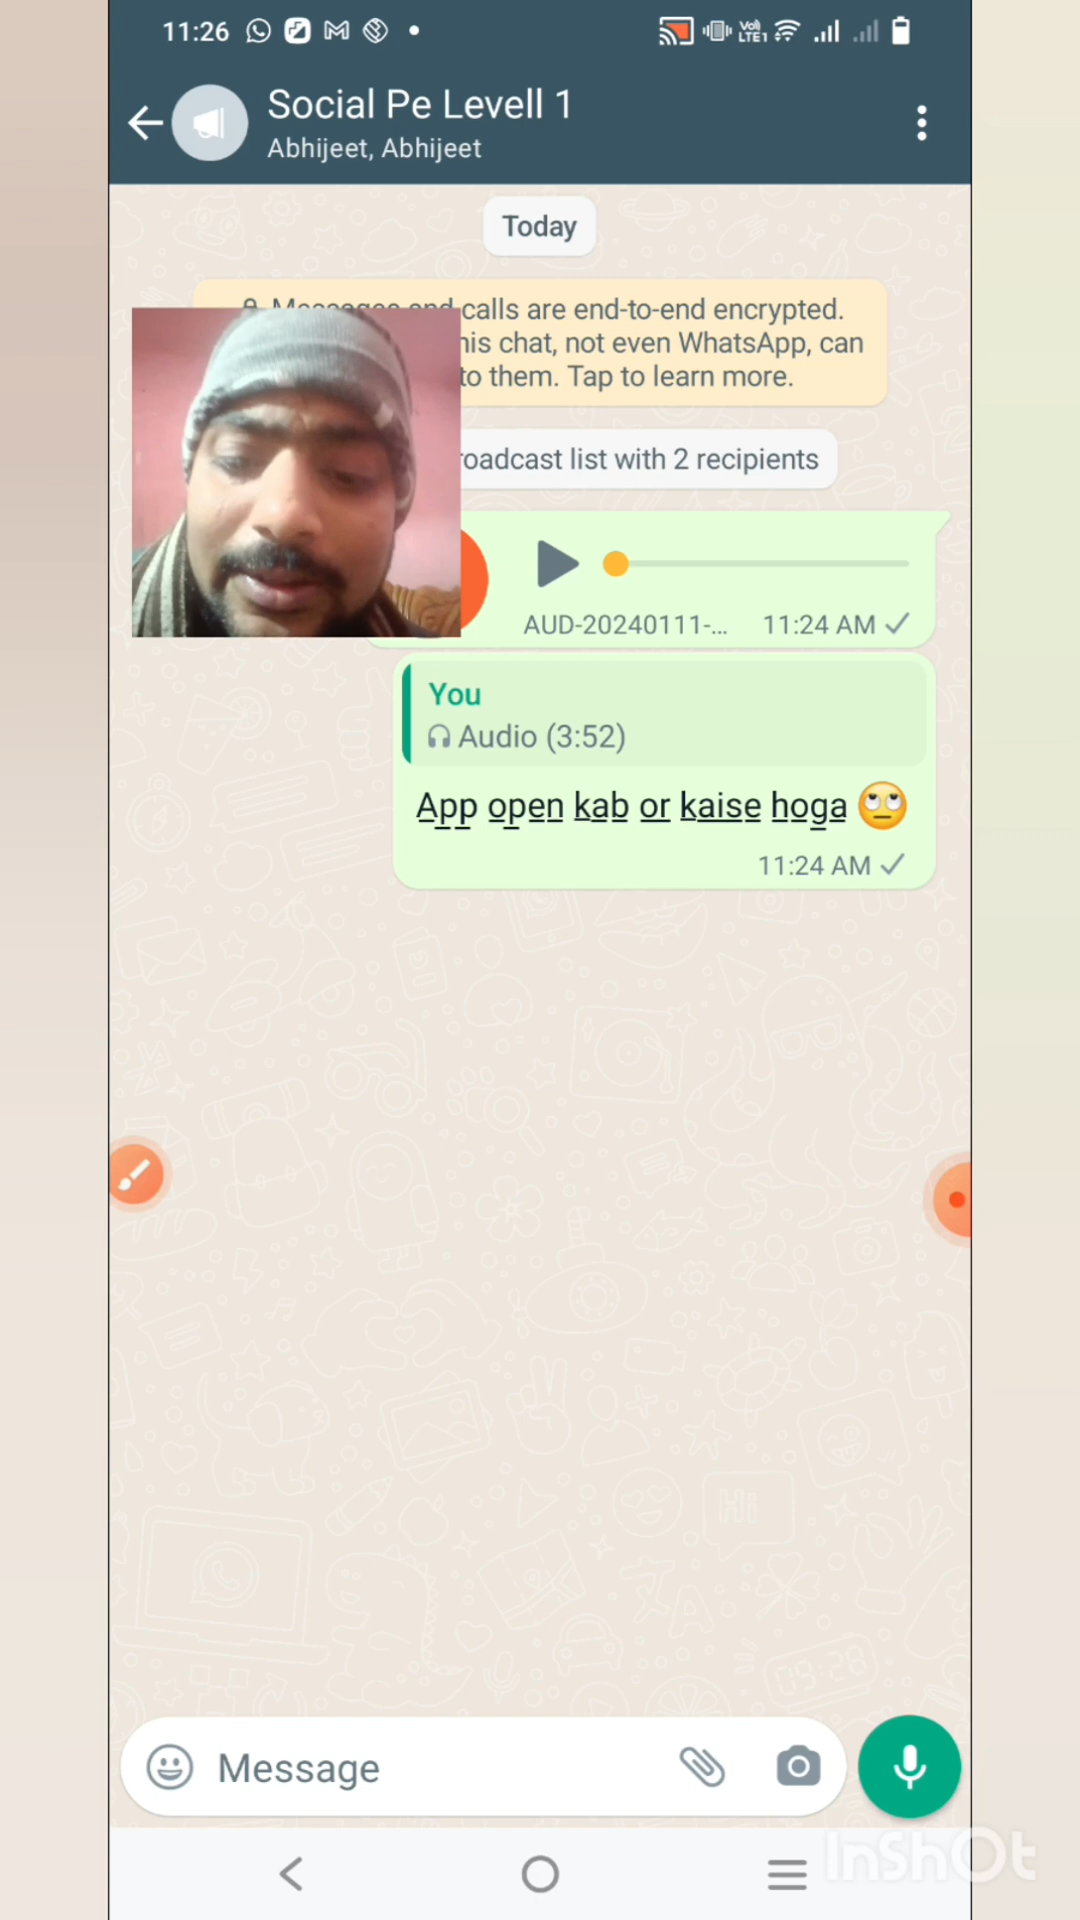 11:26 Vo) LTE1
Social Pe Levell 1
Abhijeet, Abhijeet
Today
calls are end-to-end encrypted.
his chat, not even WhatsApp, can
to them. Tap to learn more.
roadcast list with 2 recipients
AUD-20240111-... 11:24 AM
You
Audio (3:52)
App open kab or kaise hoga 🙄
11:24 AM
Message
InShOt